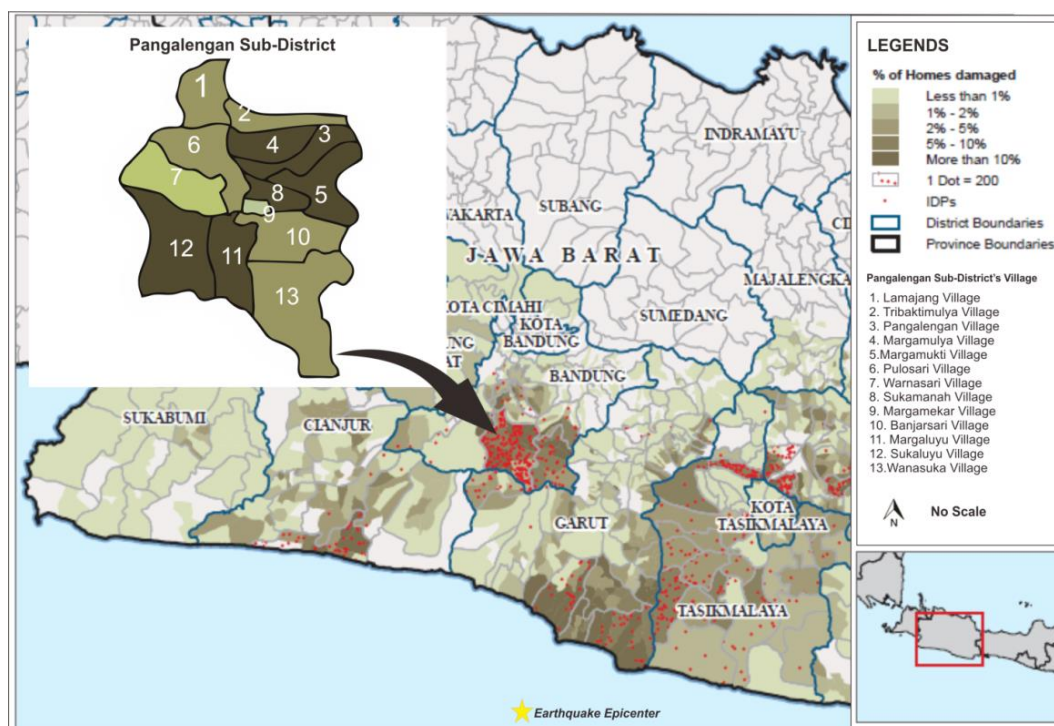 Pangalengan Sub-District
1
2
3
4
6
7
8
5
9
10
12
11
13
INDRAMAYU
SUBANG
JAWA BARAT
MAJALENGKA
KOTA CIMAHI
KOTA
BANDUNG
SUMEDANG
BANDUNG
SUKABUMI
CIANJUR
GARUT
KOTA
TASIKMALAYA
TASIKMALAYA
Earthquake Epicenter
LEGENDS
% of Homes damaged
Less than 1%
1% - 2%
2% - 5%
5% - 10%
More than 10%
1 Dot = 200
IDPs
District Boundaries
Province Boundaries
Pangalengan Sub-District's Village
1. Lamajang Village
2. Tribaktimulya Village
3. Pangalengan Village
4. Margamulya Village
5.Margamukti Village
6. Pulosari Village
7. Warnasari Village
8. Sukamanah Village
9. Margamekar Village
10. Banjarsari Village
11. Margaluyu Village
12. Sukaluyu Village
13.Wanasuka Village
N
No Scale